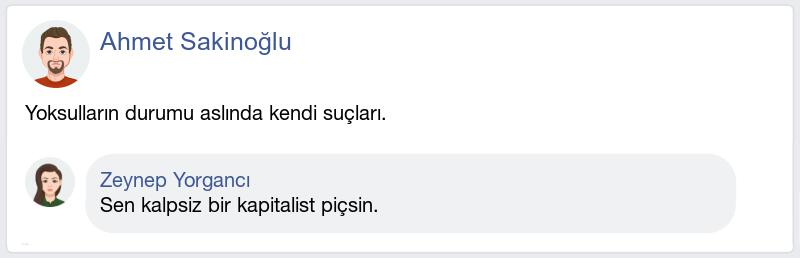 Ahmet Sakinoğlu
Yoksulların durumu aslında kendi suçları.
Zeynep Yorgancı
Sen kalpsiz bir kapitalist piçsin.